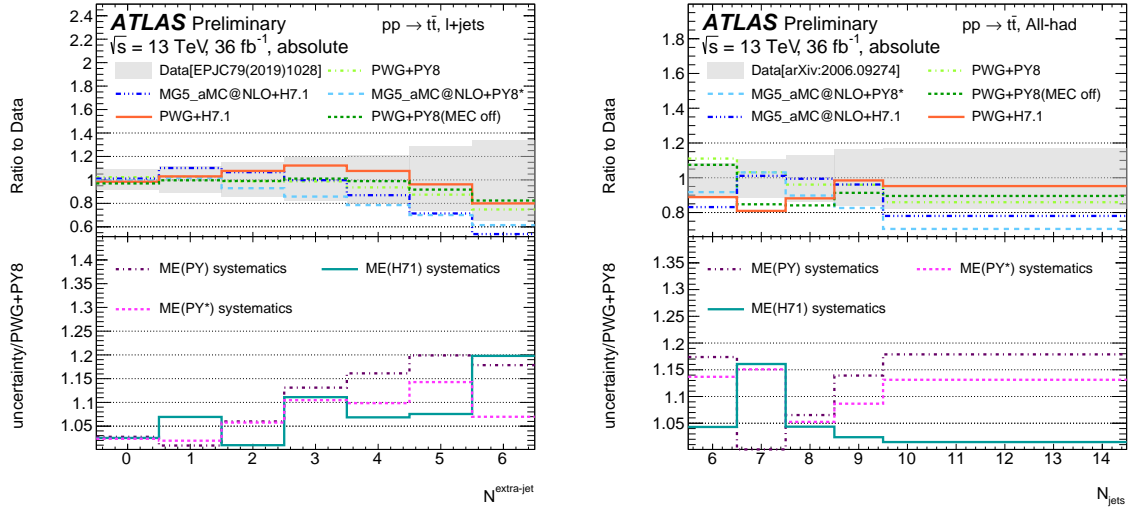 ATLAS Preliminary
pp → tt̄, l+jets
√s = 13 TeV, 36 fb⁻¹, absolute
Data[EPJC79(2019)1028]
PWG+PY8
MG5_aMC@NLO+H7.1
MG5_aMC@NLO+PY8*
PWG+H7.1
PWG+PY8(MEC off)
Ratio to Data
2.4
2.2
2
1.8
1.6
1.4
1.2
1
0.8
0.6
ME(PY) systematics
ME(H71) systematics
ME(PY*) systematics
uncertainty/PWG+PY8
1.4
1.35
1.3
1.25
1.2
1.15
1.1
1.05
0 1 2 3 4 5 6
N^extra-jet
ATLAS Preliminary
pp → tt̄, All-had
√s = 13 TeV, 36 fb⁻¹, absolute
Data[arXiv:2006.09274]
PWG+PY8
MG5_aMC@NLO+PY8*
PWG+PY8(MEC off)
MG5_aMC@NLO+H7.1
PWG+H7.1
Ratio to Data
2
1.8
1.6
1.4
1.2
1
0.8
ME(PY) systematics
ME(PY*) systematics
ME(H71) systematics
uncertainty/PWG+PY8
1.35
1.3
1.25
1.2
1.15
1.1
1.05
6 7 8 9 10 11 12 13 14
N_jets